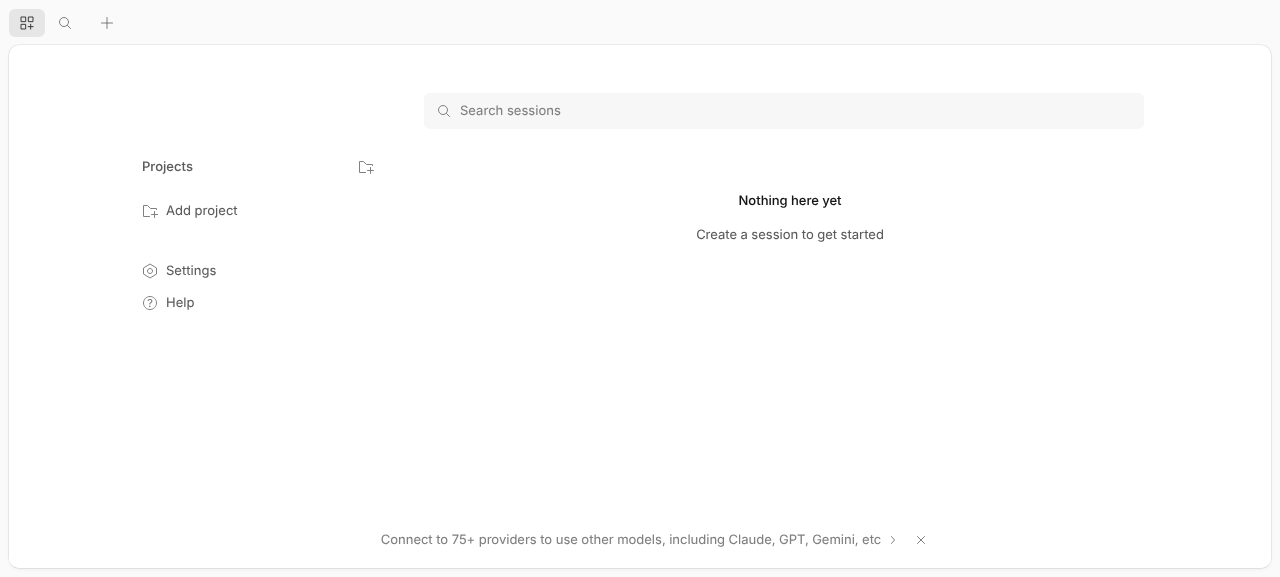 Search sessions
Projects
Add project
Nothing here yet
Create a session to get started
Settings
Help
Connect to 75+ providers to use other models, including Claude, GPT, Gemini, etc